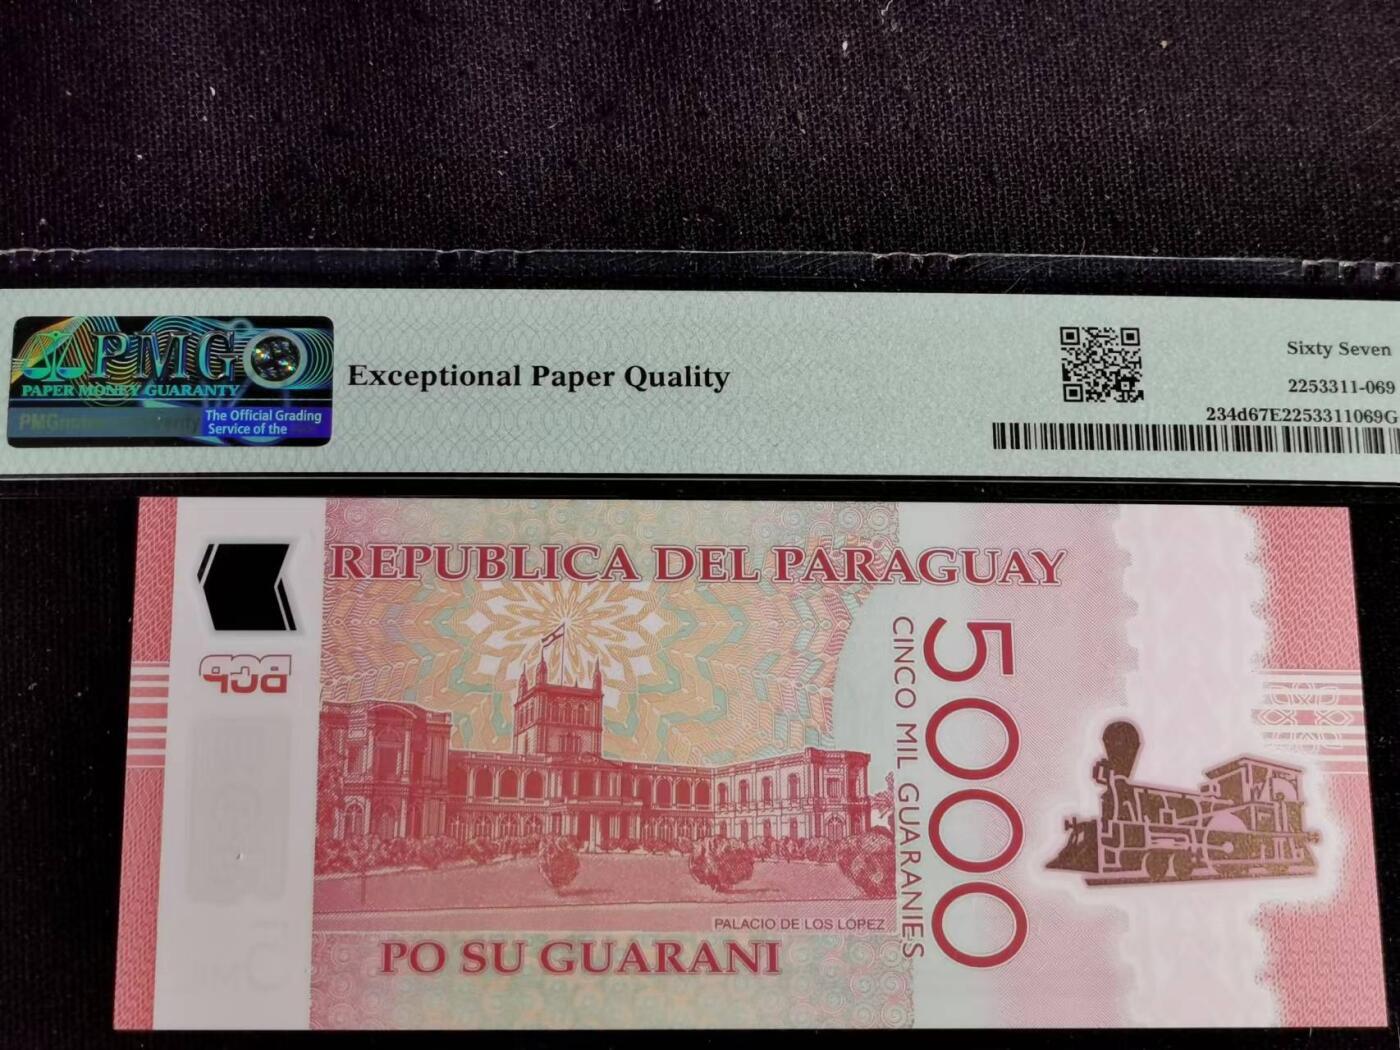 PMG
PAPER MONEY GUARANTY
The Official Grading
Service of the
Exceptional Paper Quality
Sixty Seven
2253311-069
234d67E2253311069G
REPUBLICA DEL PARAGUAY
bcp
5000
CINCO MIL GUARANIES
PALACIO DE LOS LÓPEZ
PO SU GUARANI